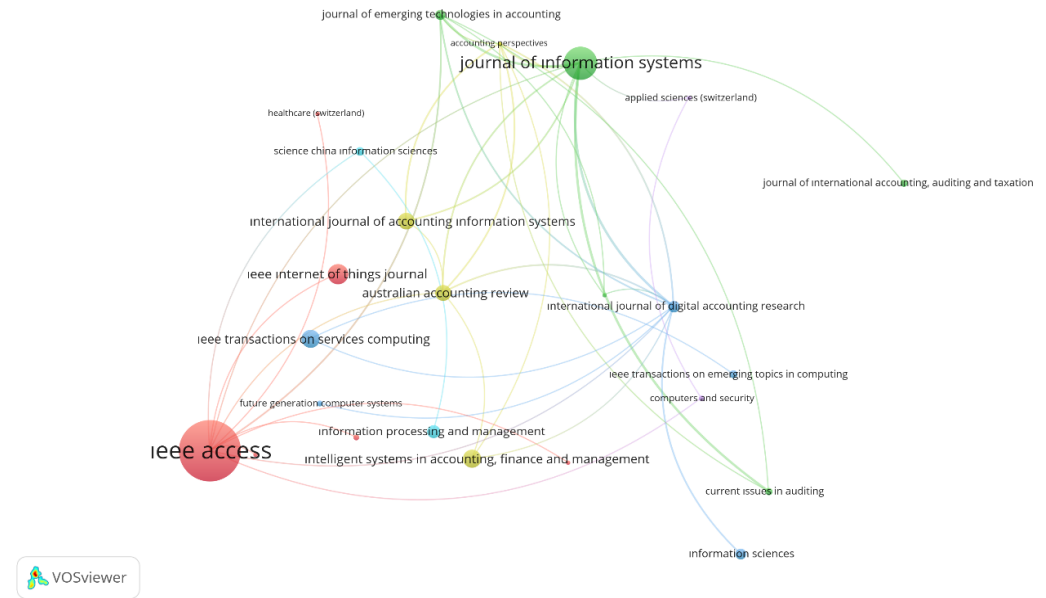 journal of emerging technologies in accounting
accounting perspectives
journal of ınformation systems
applied sciences (switzerland)
healthcare (switzerland)
science china ınformation sciences
journal of ınternational accounting, auditing and taxation
ınternational journal of accounting ınformation systems
ıeee ınternet of things journal
australian accounting review
ınternational journal of digital accounting research
ıeee transactions on services computing
ıeee transactions on emerging topics in computing
computers and security
future generation computer systems
ınformation processing and management
ıeee access
ıntelligent systems in accounting, finance and management
current ıssues in auditing
ınformation sciences
VOSviewer